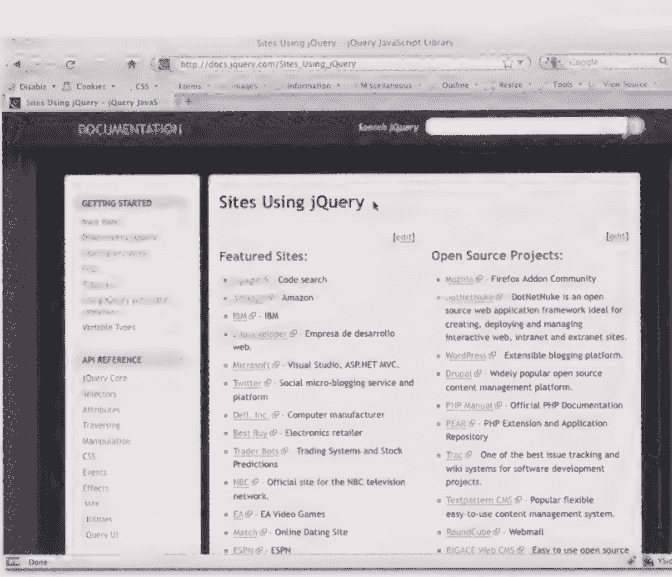 Sites Using jQuery jQuery JavaScript Library
http://docs.jquery.com/Sites_Using_jQuery
Google
Disable Cookies CSS Forms Images Information Miscellaneous Outline Resize Tools View Source
Sites Using jQuery - jQuery JavaS
DOCUMENTATION
Search jQuery
GETTING STARTED
Variable Types
API REFERENCE
jQuery Core
Selectors
Attributes
Traversing
Manipulation
CSS
Events
Effects
Ajax
Utilities
jQuery UI
Sites Using jQuery
[edit]
Featured Sites:
Code search
Amazon
IBM - IBM
Empresa de desarrollo
web.
Microsoft - Visual Studio, ASP.NET MVC.
Twitter - Social micro-blogging service and
platform
Dell, Inc. - Computer manufacturer
Best Buy - Electronics retailer
Trader Bots Trading Systems and Stock
Predictions
NBC - Official site for the NBC television
network.
EA - EA Video Games
Match - Online Dating Site
ESPN - ESPN
[edit]
Open Source Projects:
Mozilla - Firefox Addon Community
DotNetNuke - DotNetNuke is an open
source web application framework ideal for
creating, deploying and managing
interactive web, intranet and extranet sites.
WordPress Extensible blogging platform.
Drupal - Widely popular open source
content management platform.
PHP Manual - Official PHP Documentation
PEAR - PHP Extension and Application
Repository
Trac - One of the best issue tracking and
wiki systems for software development
projects.
Textpattern CMS - Popular flexible
easy-to-use content management system.
RoundCube - Webmail
BIGACE Web CMS Easy to use open source
Done